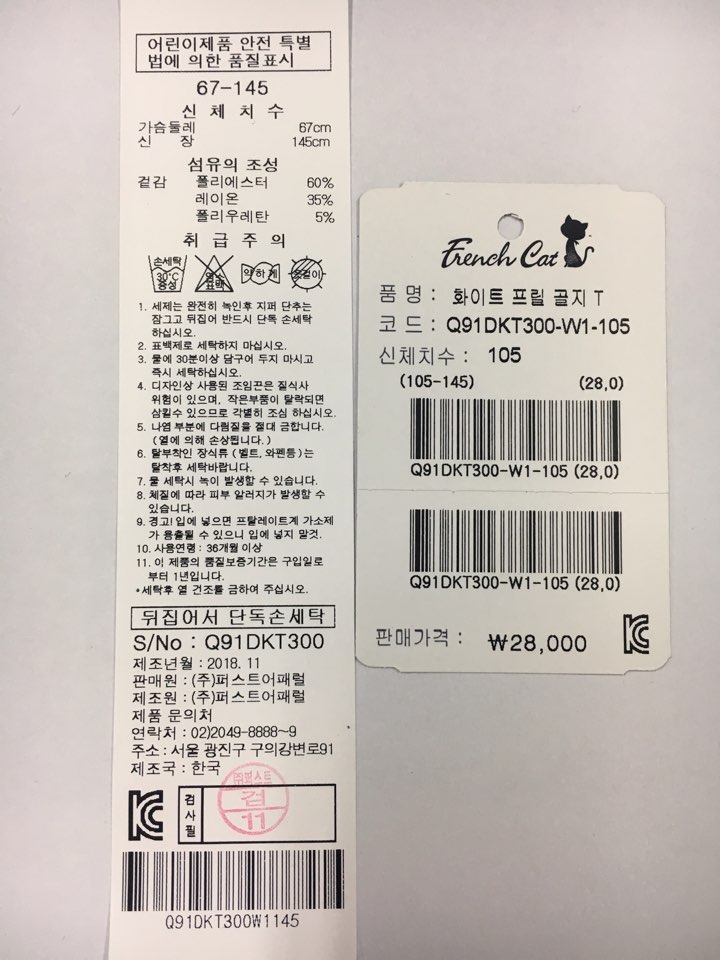 어린이제품 안전 특별
법에 의한 품질표시
67-145
신 체 치 수
가슴둘레 67cm
신 장 145cm
섬유의 조성
겉감 폴리에스터 60%
레이온 35%
폴리우레탄 5%
취 급 주 의
손세탁 30℃ 중성 염소 표백 약하게 옷걸이
1. 세제는 완전히 녹인후 지퍼 단추는
잠그고 뒤집어 반드시 단독 손세탁
하십시오.
2. 표백제로 세탁하지 마십시오.
3. 물에 30분이상 담구어 두지 마시고
즉시 세탁하십시오.
4. 디자인상 사용된 조임끈은 질식사
위험이 있으며, 작은부품이 탈락되면
삼킬수 있으므로 각별히 조심 하십시오.
5. 나염 부분에 다림질을 절대 금합니다.
(열에 의해 손상됩니다.)
6. 탈부착인 장식류 (벨트, 와펜등)는
탈착후 세탁바랍니다.
7. 물 세탁시 녹이 발생할 수 있습니다.
8. 체질에 따라 피부 알러지가 발생할 수
있습니다.
9. 경고! 입에 넣으면 프탈레이트계 가소제
가 용출될 수 있으니 입에 넣지 말것.
10. 사용연령 : 36개월 이상
11. 이 제품의 품질보증기간은 구입일로
부터 1년입니다.
*세탁후 열 건조를 금하여 주십시오.
뒤집어서 단독손세탁
S/No : Q91DKT300
제조년월 : 2018. 11
판매원 : (주)퍼스트어패럴
제조원 : (주)퍼스트어패럴
제품 문의처
연락처 : 02)2049-8888~9
주소 : 서울 광진구 구의강변로91
제조국 : 한국
KC 검사필 ㈜퍼스트 검 11
Q91DKT300W1145
French Cat
품 명 : 화이트 프릴 골지 T
코 드 : Q91DKT300-W1-105
신체치수 : 105
(105-145) (28,0)
Q91DKT300-W1-105 (28,0)
Q91DKT300-W1-105 (28,0)
판매가격 : ₩28,000 KC